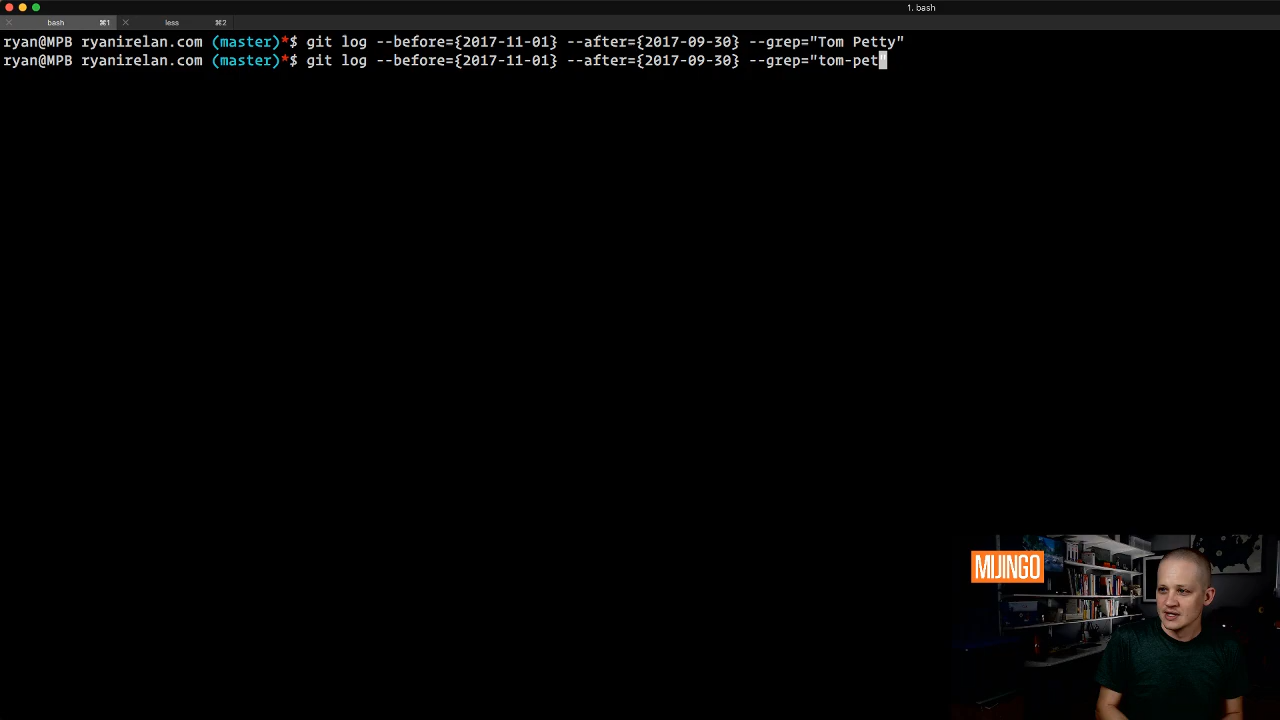 1. bash
bash ⌘1
less ⌘2
ryan@MPB ryanirelan.com (master)*$ git log --before={2017-11-01} --after={2017-09-30} --grep="Tom Petty"
ryan@MPB ryanirelan.com (master)*$ git log --before={2017-11-01} --after={2017-09-30} --grep="tom-pet"
MIJINGO